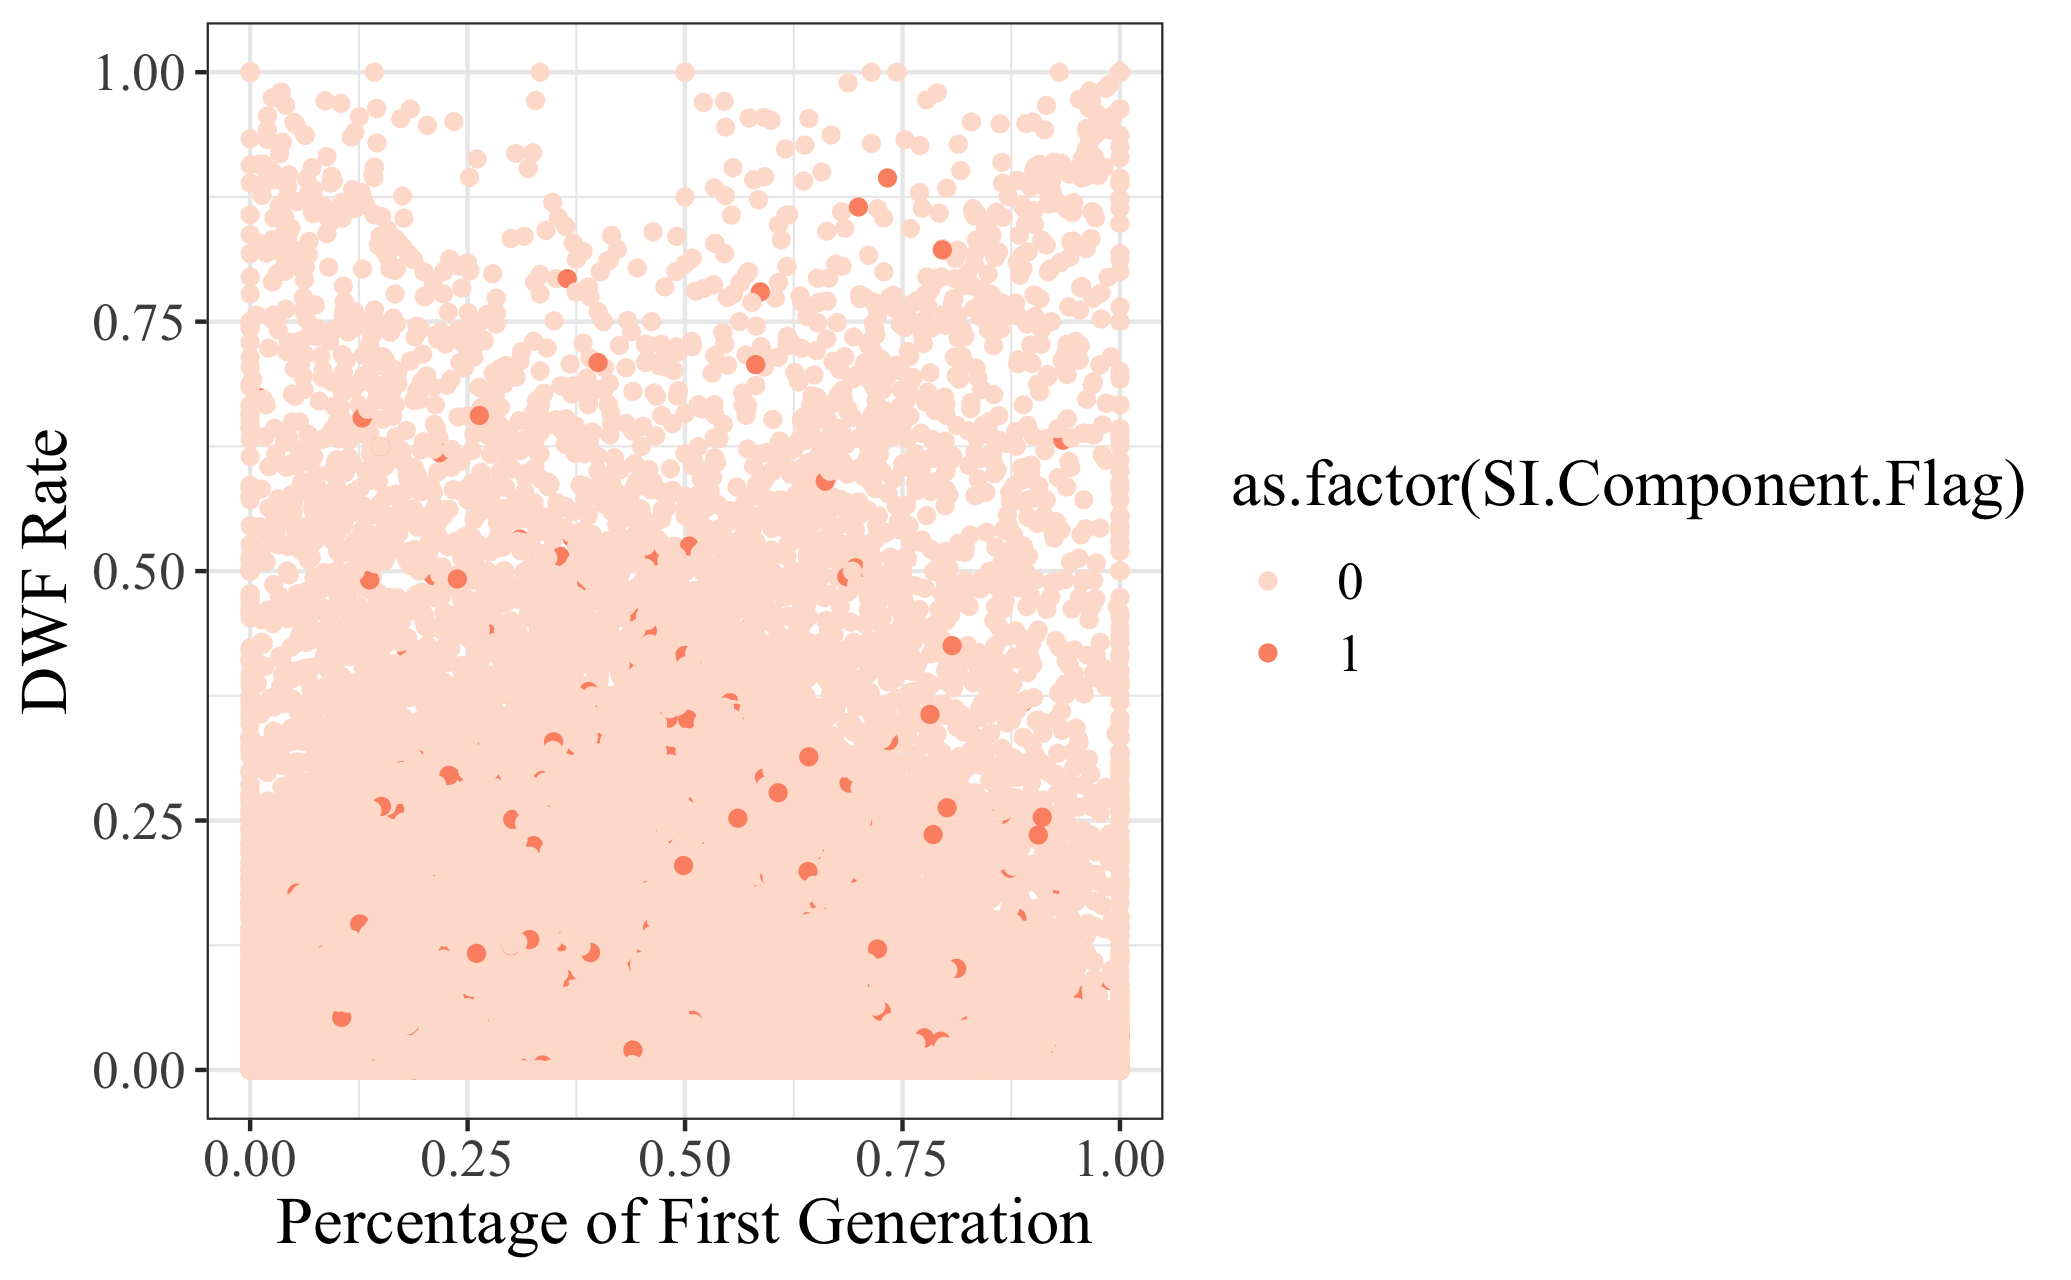 1.00
0.75
0.50
0.25
0.00
DWF Rate
0.00 0.25 0.50 0.75 1.00
Percentage of First Generation
as.factor(SI.Component.Flag)
0
1